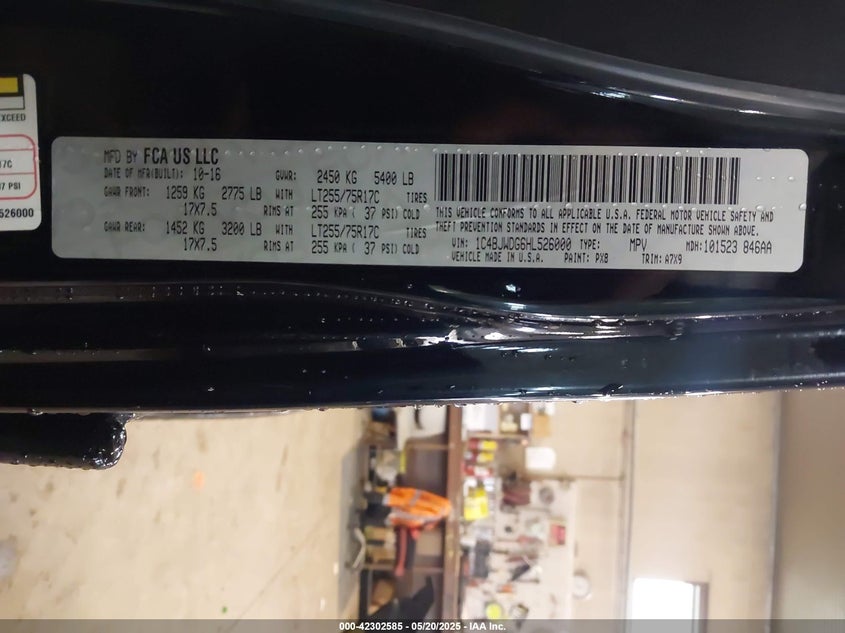 XCEED
17C
37 PSI
526000
MFD BY FCA US LLC
DATE OF MFR(BUILT): 10-16 GVWR: 2450 KG 5400 LB
GAWR FRONT: 1259 KG 2775 LB WITH LT255/75R17C TIRES
17X7.5 RIMS AT 255 KPA ( 37 PSI) COLD
GAWR REAR: 1452 KG 3200 LB WITH LT255/75R17C TIRES
17X7.5 RIMS AT 255 KPA ( 37 PSI) COLD
THIS VEHICLE CONFORMS TO ALL APPLICABLE U.S.A. FEDERAL MOTOR VEHICLE SAFETY AND
THEFT PREVENTION STANDARDS IN EFFECT ON THE DATE OF MANUFACTURE SHOWN ABOVE.
VIN: 1C4BJWDG6HL526000 TYPE: MPV MDH: 101523 846AA
VEHICLE MADE IN U.S.A. PAINT: PX8 TRIM: A7X9
000-42302585 - 05/20/2025 - IAA Inc.